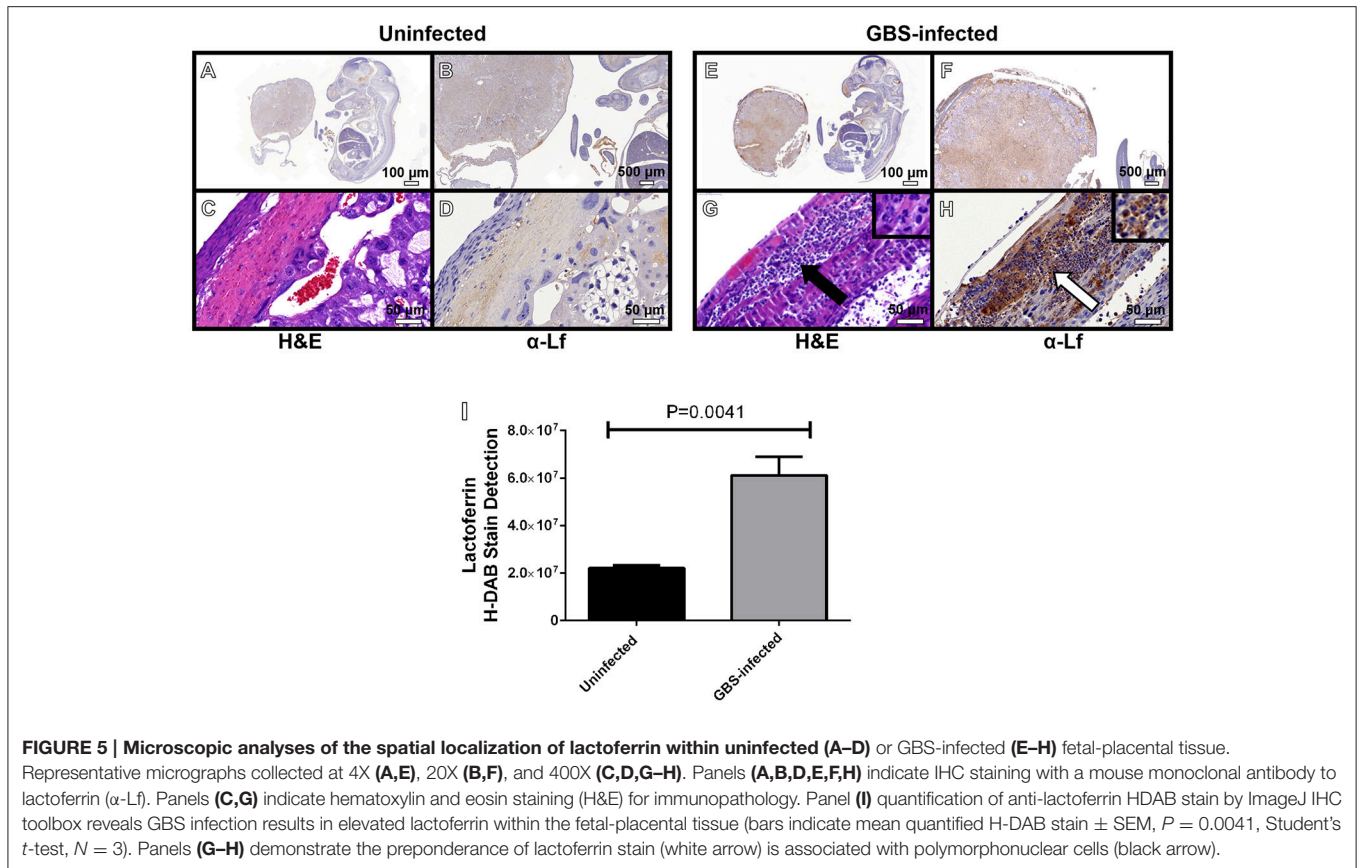 Uninfected
GBS-infected
A
B
E
F
100 µm
500 µm
100 µm
500 µm
C
D
G
H
50 µm
50 µm
50 µm
50 µm
H&E
α-Lf
H&E
α-Lf
I
P=0.0041
Lactoferrin
H-DAB Stain Detection
8.0×10⁷
6.0×10⁷
4.0×10⁷
2.0×10⁷
0
Uninfected
GBS-infected
FIGURE 5 | Microscopic analyses of the spatial localization of lactoferrin within uninfected (A–D) or GBS-infected (E–H) fetal-placental tissue.
Representative micrographs collected at 4X (A,E), 20X (B,F), and 400X (C,D,G–H). Panels (A,B,D,E,F,H) indicate IHC staining with a mouse monoclonal antibody to
lactoferrin (α-Lf). Panels (C,G) indicate hematoxylin and eosin staining (H&E) for immunopathology. Panel (I) quantification of anti-lactoferrin HDAB stain by ImageJ IHC
toolbox reveals GBS infection results in elevated lactoferrin within the fetal-placental tissue (bars indicate mean quantified H-DAB stain ± SEM, P = 0.0041, Student's
t-test, N = 3). Panels (G–H) demonstrate the preponderance of lactoferrin stain (white arrow) is associated with polymorphonuclear cells (black arrow).